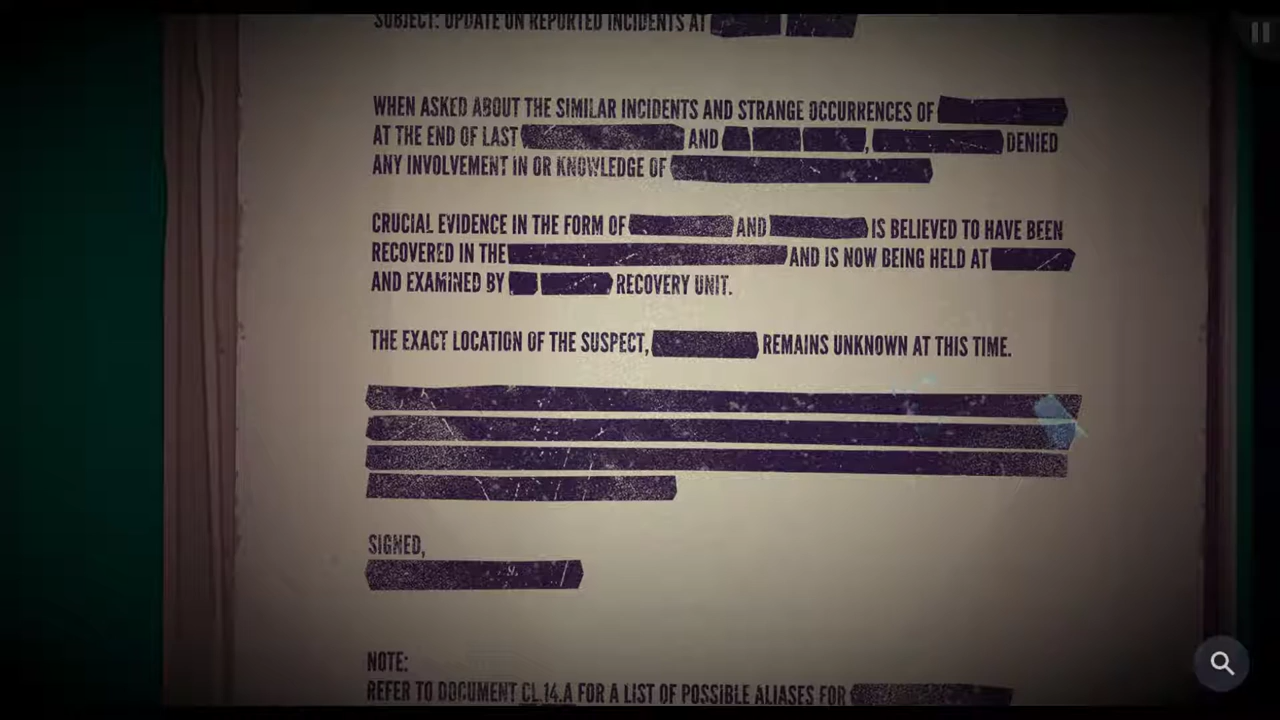 SUBJECT: UPDATE ON REPORTED INCIDENTS AT
WHEN ASKED ABOUT THE SIMILAR INCIDENTS AND STRANGE OCCURRENCES OF
AT THE END OF LAST AND , DENIED
ANY INVOLVEMENT IN OR KNOWLEDGE OF
CRUCIAL EVIDENCE IN THE FORM OF AND IS BELIEVED TO HAVE BEEN
RECOVERED IN THE AND IS NOW BEING HELD AT
AND EXAMINED BY RECOVERY UNIT.
THE EXACT LOCATION OF THE SUSPECT, REMAINS UNKNOWN AT THIS TIME.
SIGNED,
NOTE:
REFER TO DOCUMENT CL.14.A FOR A LIST OF POSSIBLE ALIASES FOR